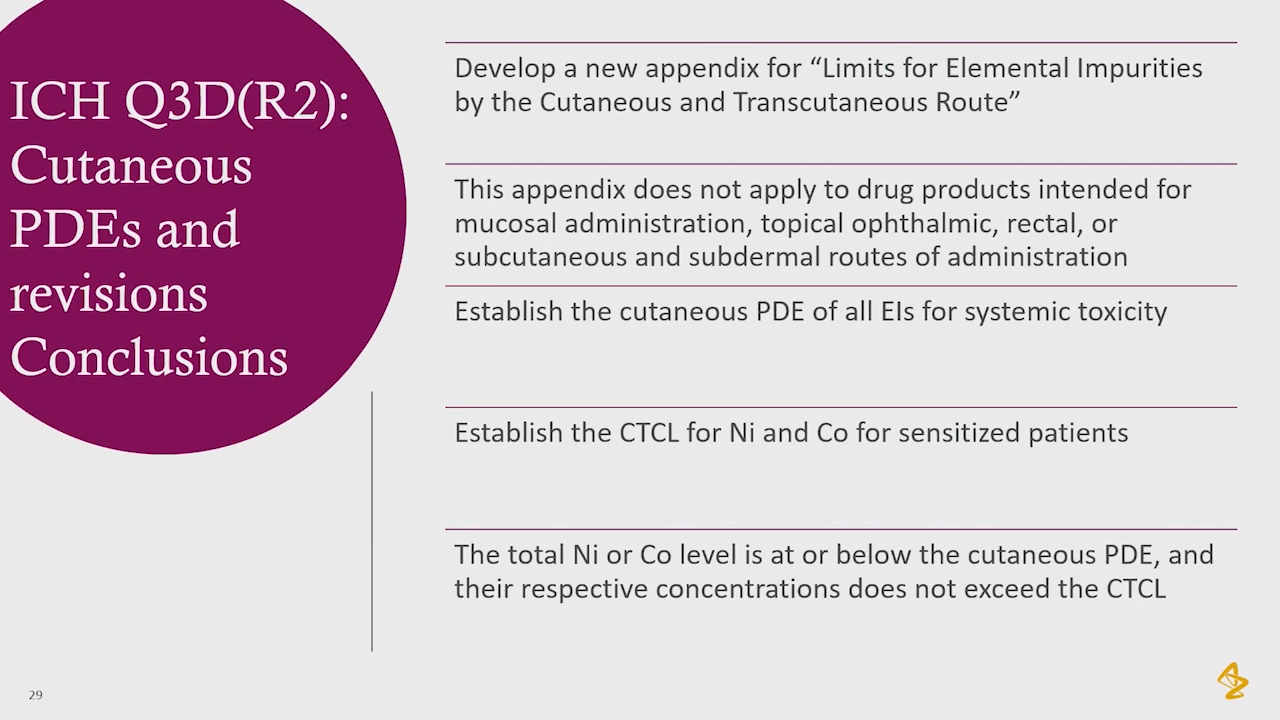 ICH Q3D(R2):
Cutaneous
PDEs and
revisions
Conclusions
Develop a new appendix for “Limits for Elemental Impurities
by the Cutaneous and Transcutaneous Route”
This appendix does not apply to drug products intended for
mucosal administration, topical ophthalmic, rectal, or
subcutaneous and subdermal routes of administration
Establish the cutaneous PDE of all EIs for systemic toxicity
Establish the CTCL for Ni and Co for sensitized patients
The total Ni or Co level is at or below the cutaneous PDE, and
their respective concentrations does not exceed the CTCL
29